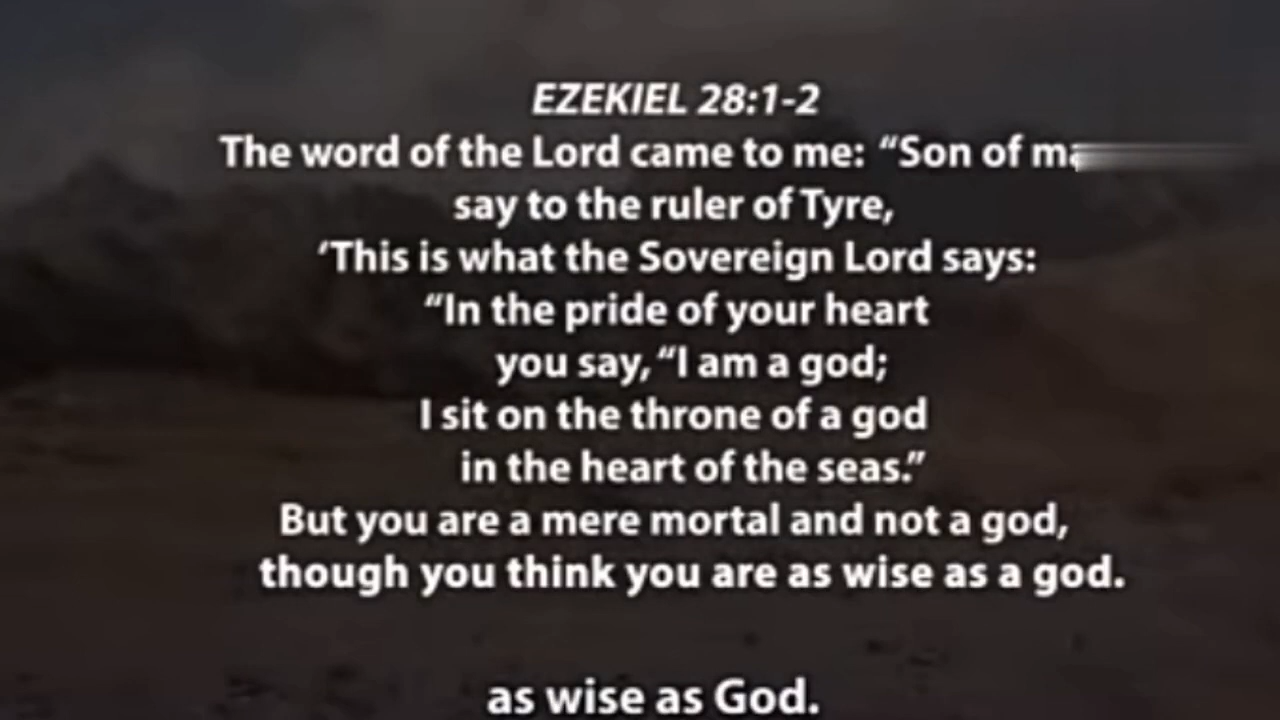 EZEKIEL 28:1-2
The word of the Lord came to me: “Son of
say to the ruler of Tyre,
‘This is what the Sovereign Lord says:
“In the pride of your heart
you say, “I am a god;
I sit on the throne of a god
in the heart of the seas.”
But you are a mere mortal and not a god,
though you think you are as wise as a god.
as wise as God.